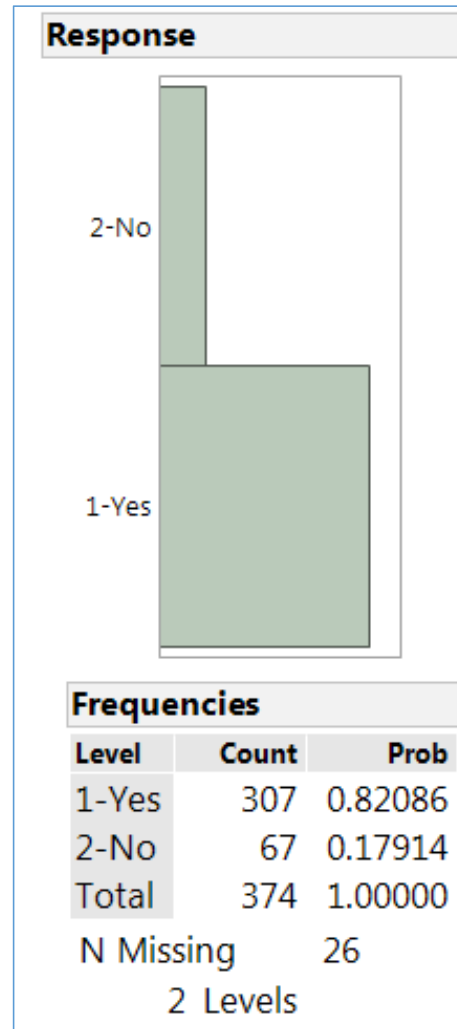 Response
2-No
1-Yes
Frequencies
Level Count Prob
1-Yes 307 0.82086
2-No 67 0.17914
Total 374 1.00000
N Missing 26
2 Levels